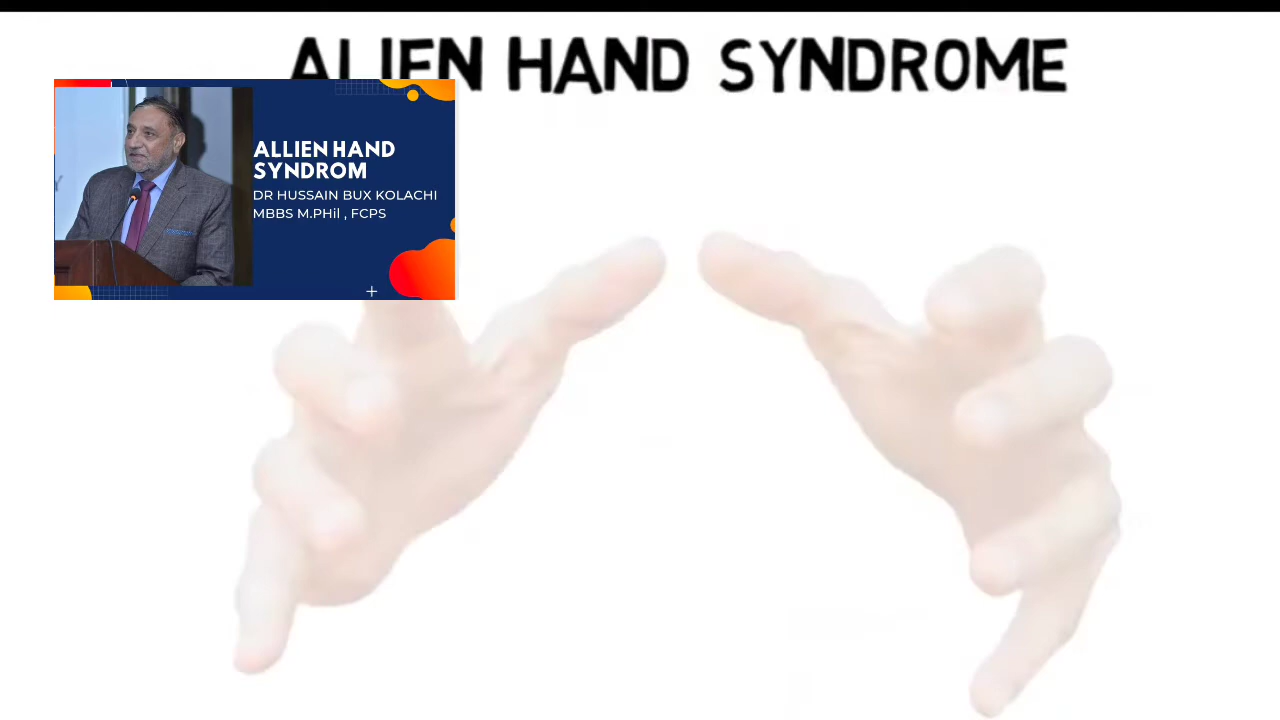 ALIEN HAND SYNDROME
ALLIEN HAND
SYNDROM
DR HUSSAIN BUX KOLACHI
MBBS M.PHil , FCPS